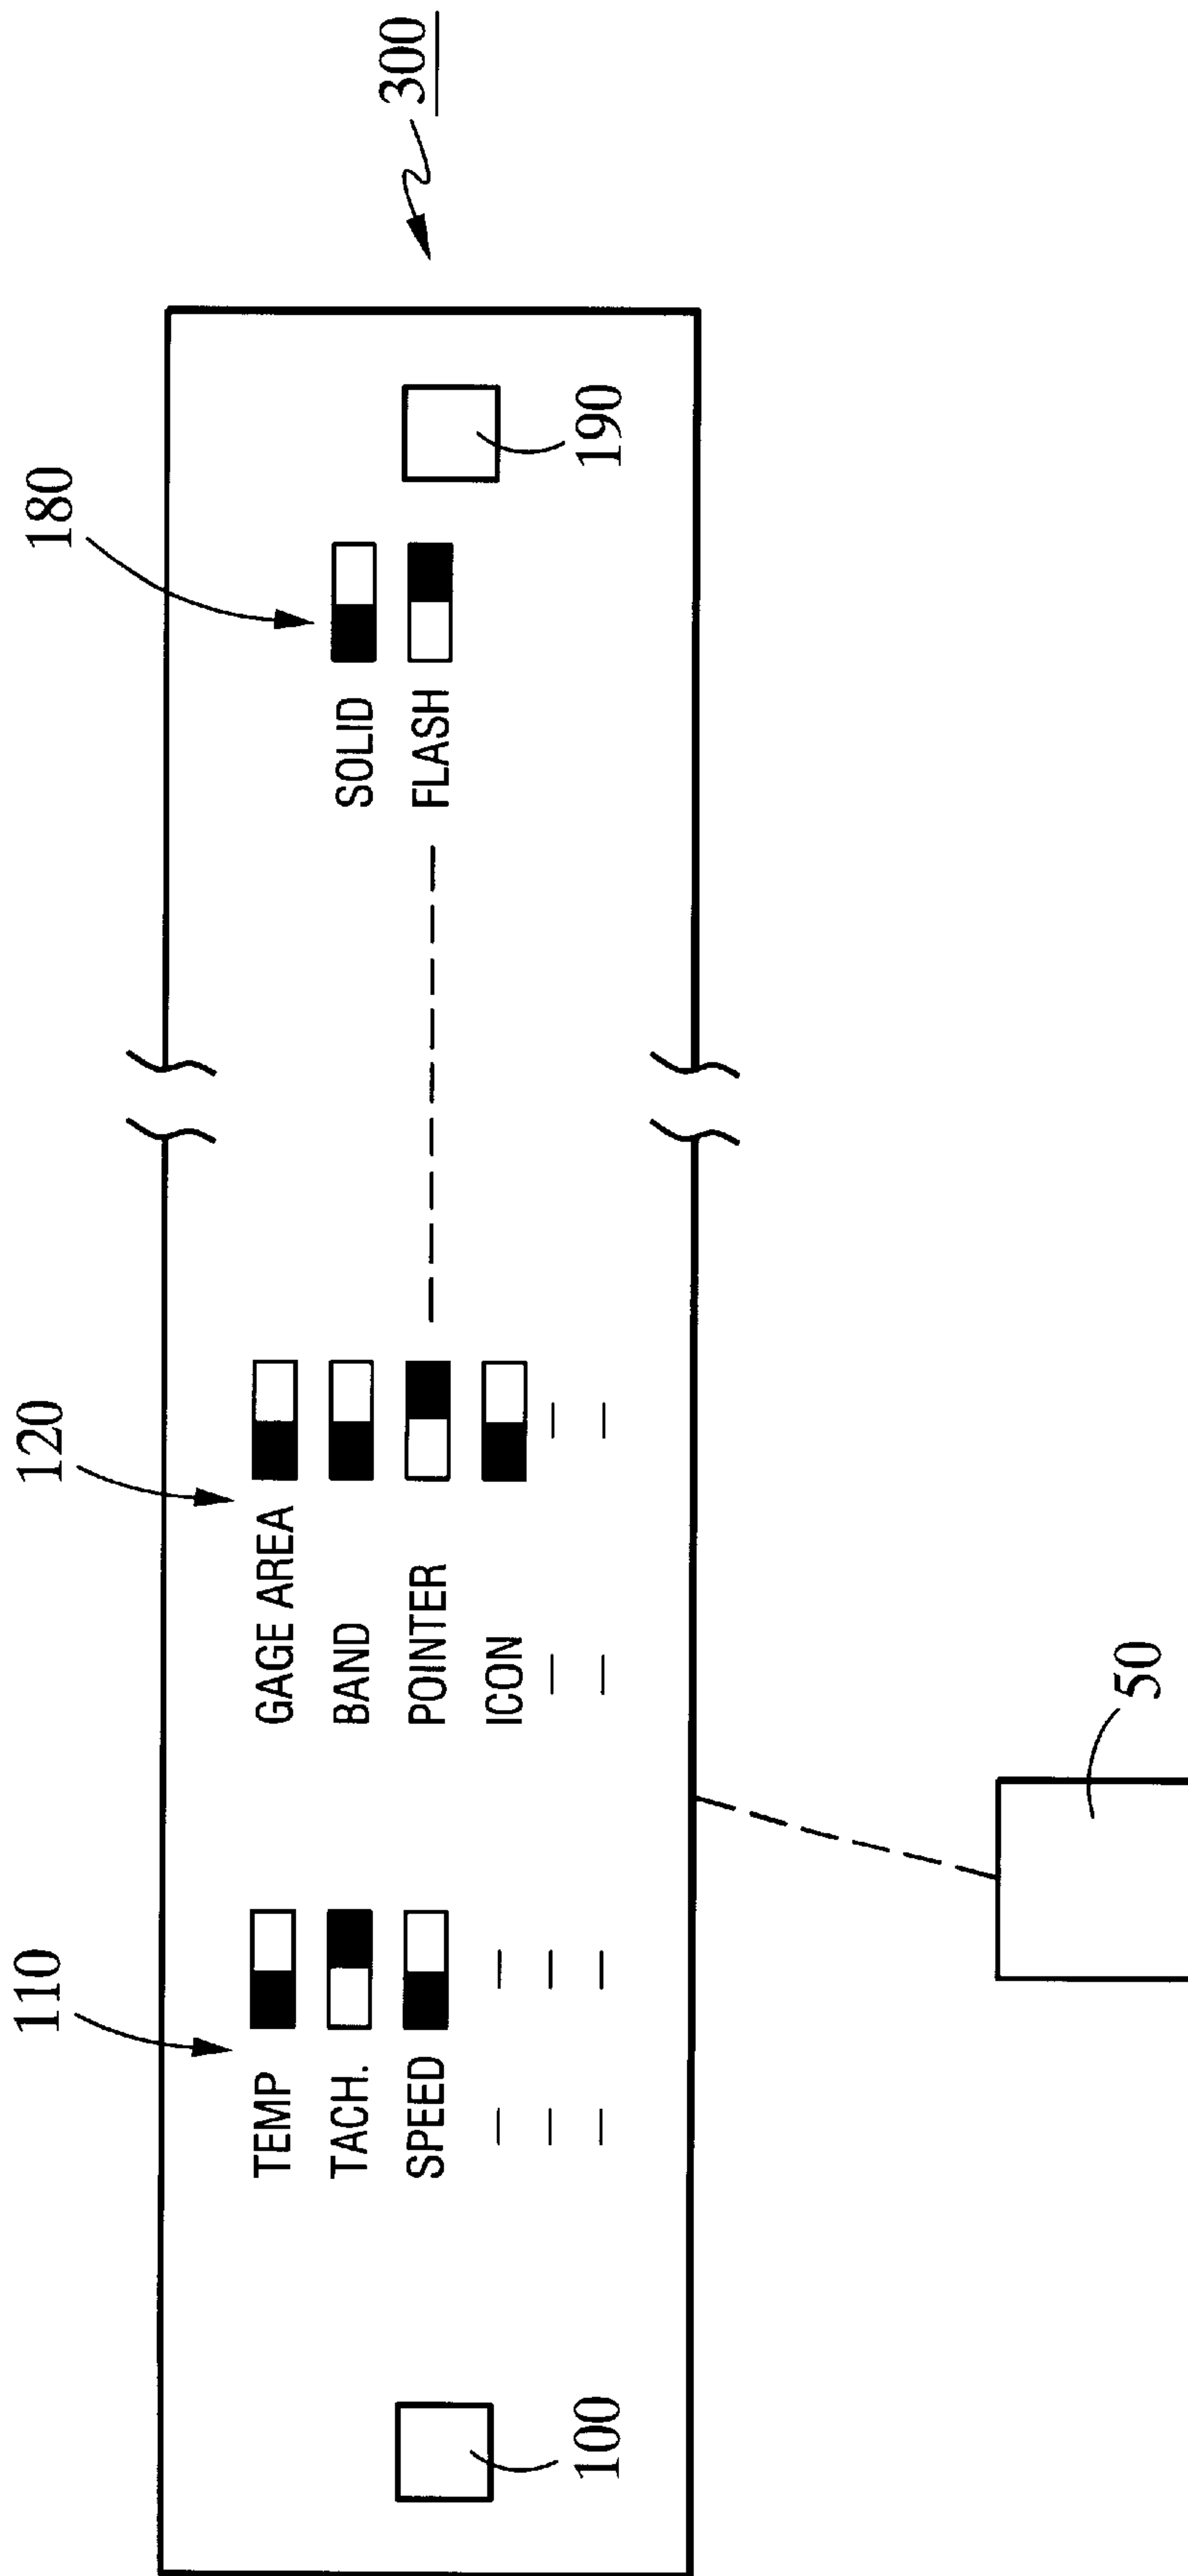 300
110
120
180
TEMP
TACH.
SPEED
GAGE AREA
BAND
POINTER
ICON
SOLID
FLASH
100
190
50